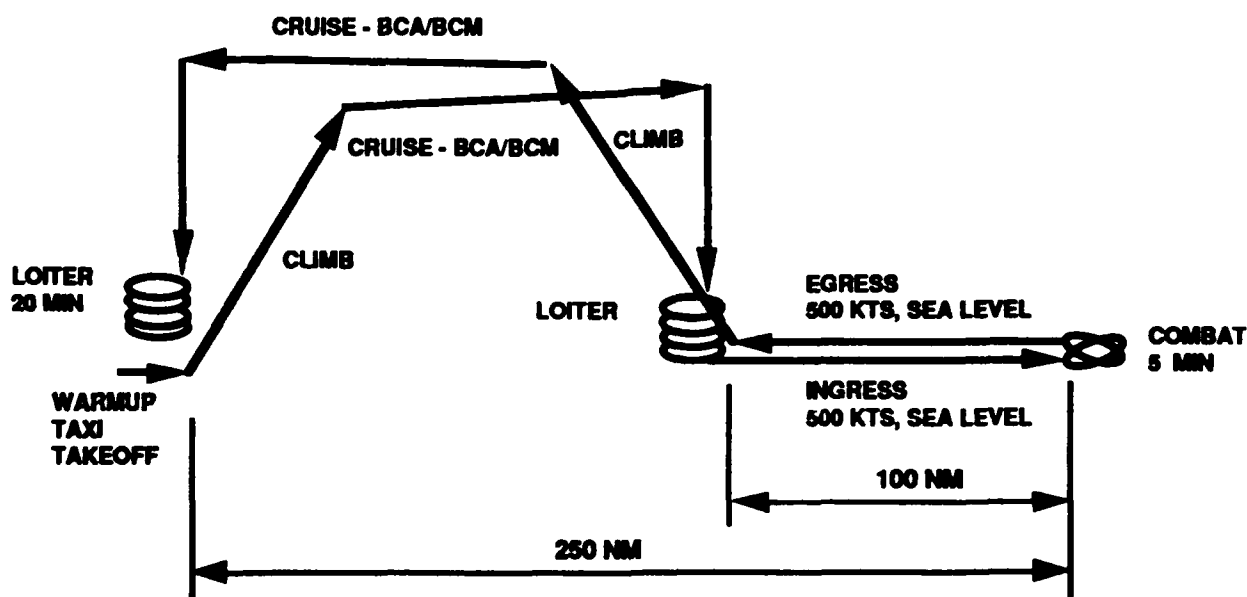 CRUISE - BCA/BCM
CRUISE - BCA/BCM
CLIMB
CLIMB
LOITER
20 MIN
LOITER
EGRESS
500 KTS, SEA LEVEL
COMBAT
5 MIN
INGRESS
500 KTS, SEA LEVEL
WARMUP
TAXI
TAKEOFF
100 NM
250 NM